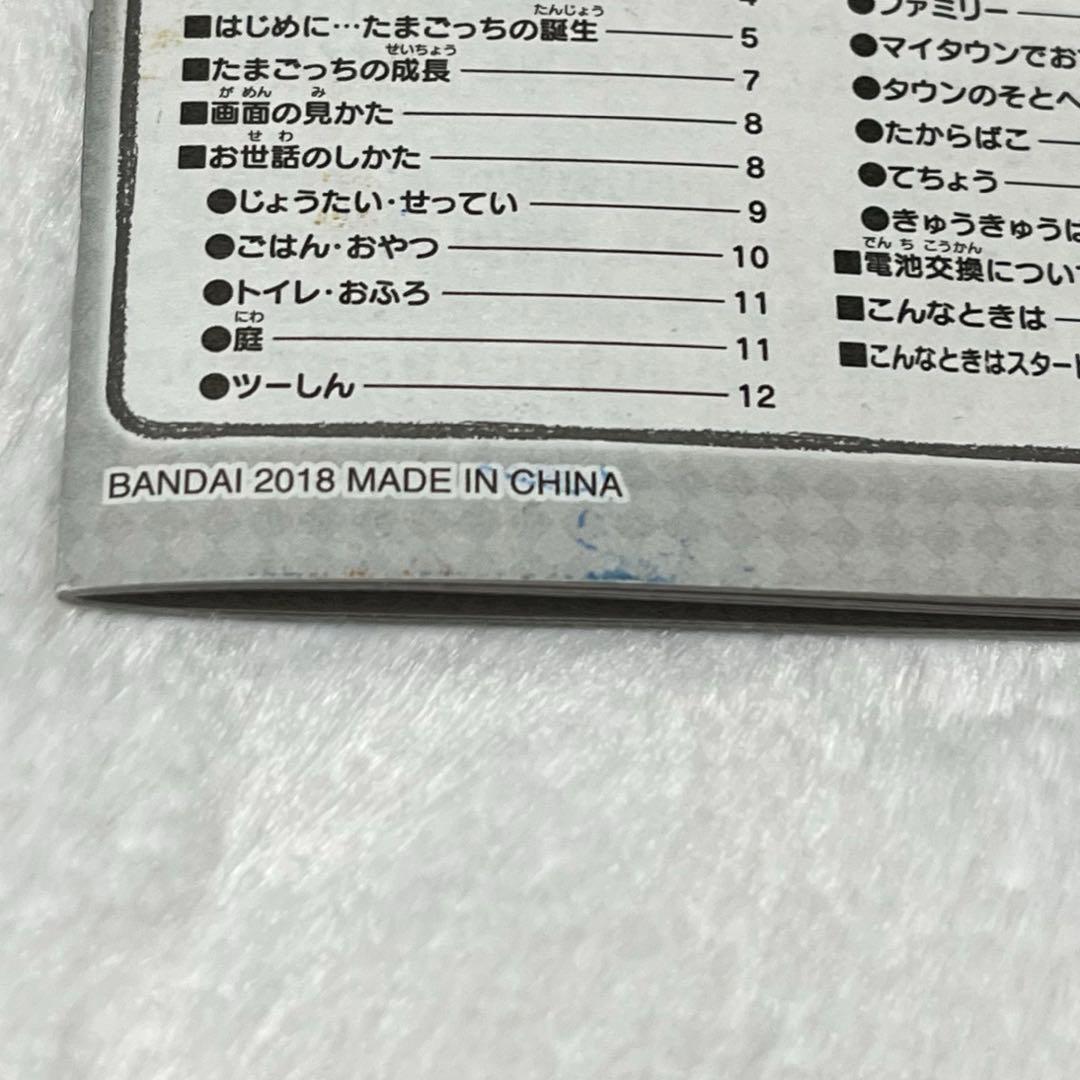 ■はじめに…たまごっちの誕生 5
たんじょう
■たまごっちの成長 7
せいちょう
■画面の見かた 8
がめん み
■お世話のしかた 8
せわ
●じょうたい・せってい 9
●ごはん・おやつ 10
●トイレ・おふろ 11
●庭 11
にわ
●ツーしん 12
●ファミリー
●マイタウンでお
●タウンのそとへ
●たからばこ
●てちょう
●きゅうきゅうは
でんちこうかん
■電池交換につい
■こんなときは
■こんなときはスター
BANDAI 2018 MADE IN CHINA